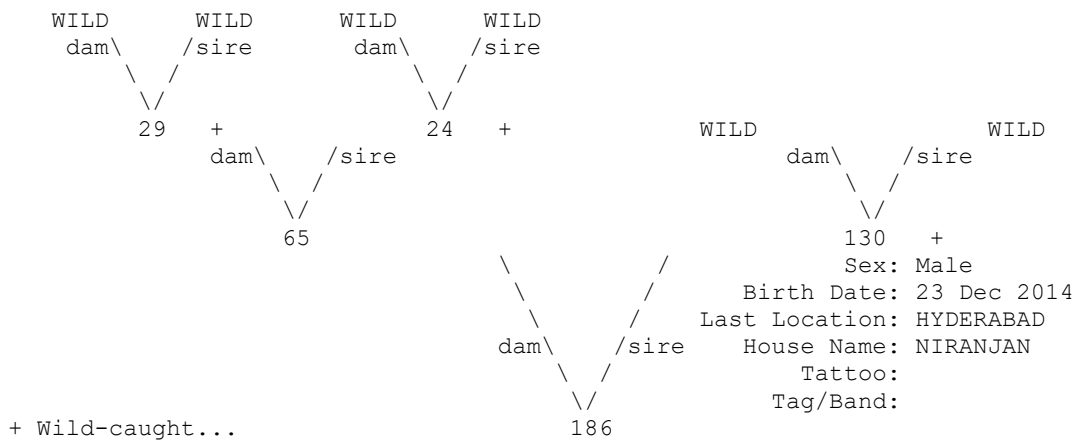 WILD WILD WILD WILD
dam\ /sire dam\ /sire
\ / \ /
\/ \/
29 + 24 + WILD WILD
dam\ /sire dam\ /sire
\ / \ /
\/ \/
65 130 +
\ / Sex: Male
\ / Birth Date: 23 Dec 2014
\ / Last Location: HYDERABAD
dam\ /sire House Name: NIRANJAN
\ / Tattoo:
\/ Tag/Band:
+ Wild-caught... 186